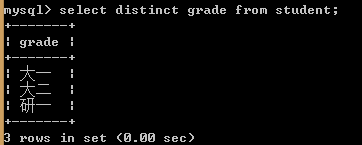 mysql> select distinct grade from student;
+-------+
| grade |
+-------+
| 大一
| 大二
| 研一
+-------+
3 rows in set (0.00 sec)